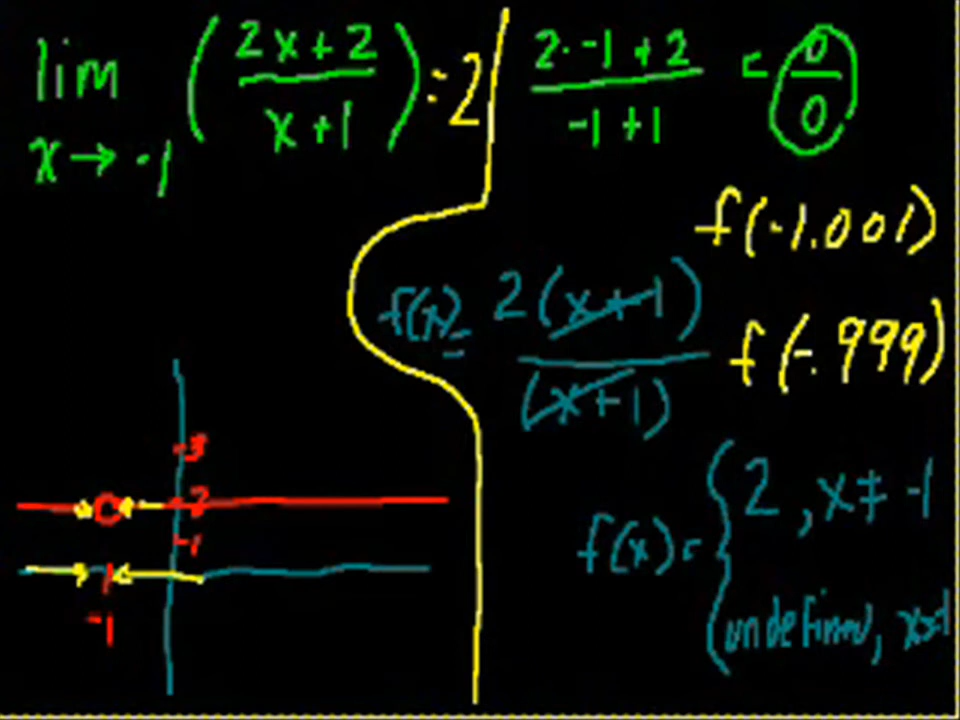 lim x→-1 (2x+2 / x+1) = 2
2·-1+2 / -1+1 = 0/0
f(-1.001)
f(x) = 2(x+1) / (x+1)
f(-.999)
f(x) = { 2, x≠-1
undefined, x=-1
3
2
1
-1